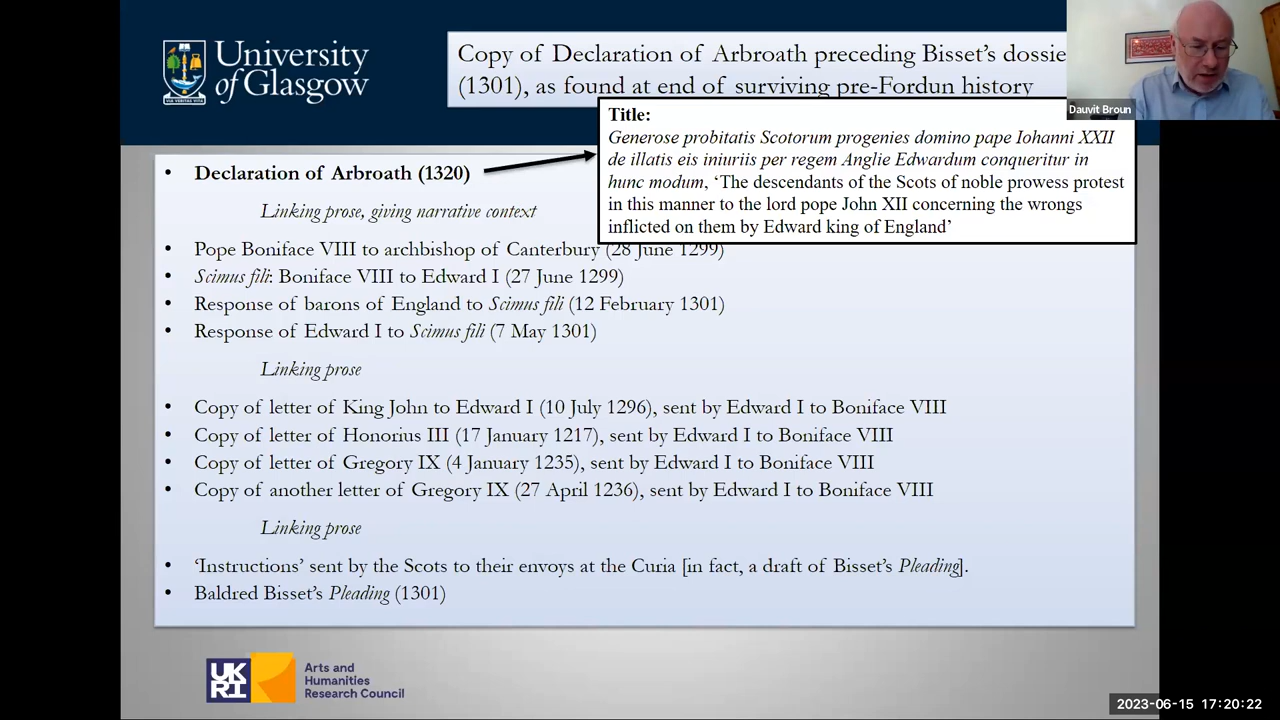 University
of Glasgow
VIA VERITAS VITA
Copy of Declaration of Arbroath preceding Bisset's
(1301), as found at end of surviving pre-Fordun history
Dauvit Broun
Title:
Generose probitatis Scotorum progenies domino pape Iohanni XXII
de illatis eis iniuriis per regem Anglie Edwardum conqueritur in
hunc modum, ‘The descendants of the Scots of noble prowess protest
in this manner to the lord pope John XII concerning the wrongs
inflicted on them by Edward king of England’
• Declaration of Arbroath (1320)
Linking prose, giving narrative context
• Pope Boniface VIII to archbishop of Canterbury (28 June 1299)
• Scimus fili: Boniface VIII to Edward I (27 June 1299)
• Response of barons of England to Scimus fili (12 February 1301)
• Response of Edward I to Scimus fili (7 May 1301)
Linking prose
• Copy of letter of King John to Edward I (10 July 1296), sent by Edward I to Boniface VIII
• Copy of letter of Honorius III (17 January 1217), sent by Edward I to Boniface VIII
• Copy of letter of Gregory IX (4 January 1235), sent by Edward I to Boniface VIII
• Copy of another letter of Gregory IX (27 April 1236), sent by Edward I to Boniface VIII
Linking prose
• ‘Instructions’ sent by the Scots to their envoys at the Curia [in fact, a draft of Bisset’s Pleading].
• Baldred Bisset’s Pleading (1301)
UK
RI
Arts and
Humanities
Research Council
2023-06-15 17:20:22